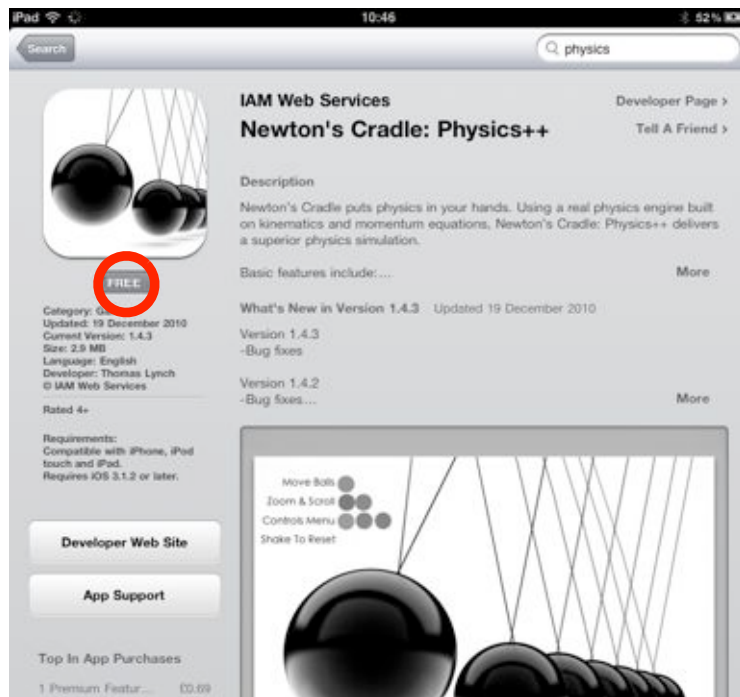 iPad 10:46 52%
Search physics
IAM Web Services Developer Page >
Newton's Cradle: Physics++ Tell A Friend >
Description
Newton's Cradle puts physics in your hands. Using a real physics engine built
on kinematics and momentum equations, Newton's Cradle: Physics++ delivers
a superior physics simulation.
Basic features include:... More
What's New in Version 1.4.3 Updated 19 December 2010
Version 1.4.3
-Bug fixes
Version 1.4.2
-Bug fixes... More
FREE
Category:
Updated: 19 December 2010
Current Version: 1.4.3
Size: 2.9 MB
Language: English
Developer: Thomas Lynch
© IAM Web Services
Rated 4+
Requirements:
Compatible with iPhone, iPod
touch and iPad.
Requires iOS 3.1.2 or later.
Developer Web Site
App Support
Top In App Purchases
1 Premium Featur... £0.69
Move Balls
Zoom & Scroll
Controls Menu
Shake To Reset